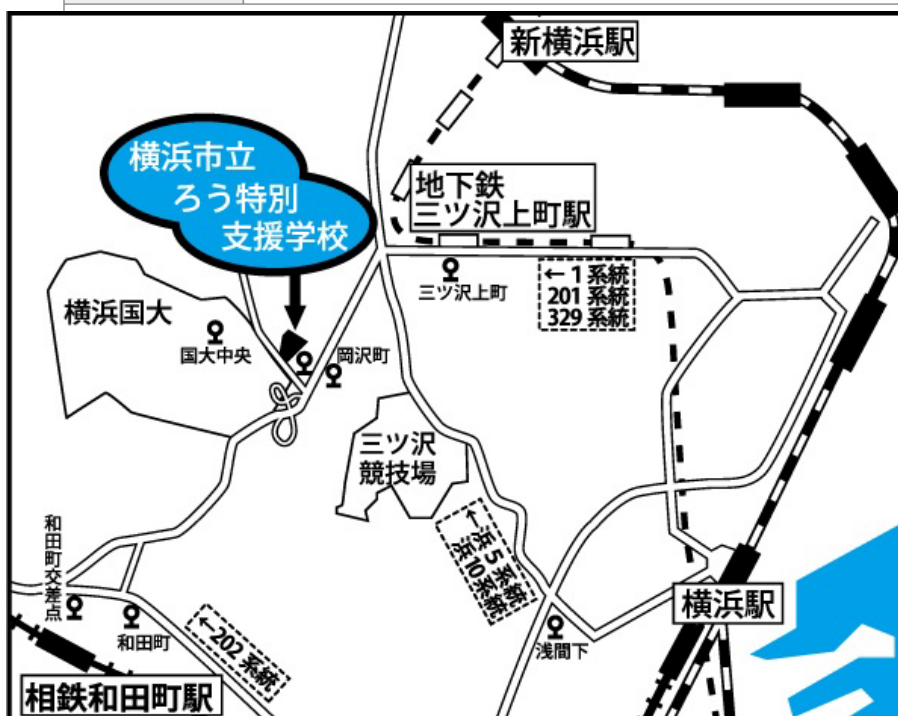 新横浜駅
横浜市立
ろう特別
支援学校
地下鉄
三ツ沢上町駅
三ツ沢上町
←1系統
201系統
329系統
横浜国大
国大中央
岡沢町
三ツ沢
競技場
←浜5系統
浜10系統
和田町交差点
和田町
←202系統
浅間下
横浜駅
相鉄和田町駅